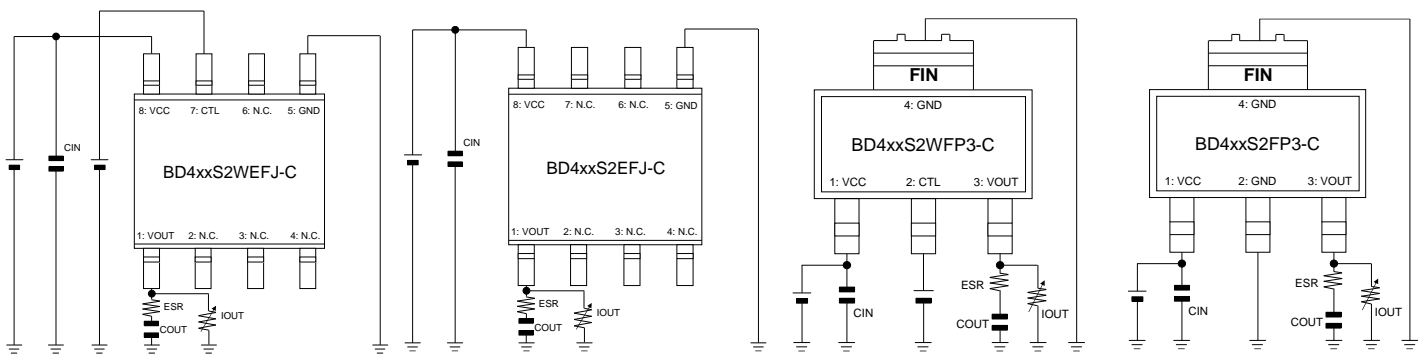 CIN
8: VCC
7: CTL
6: N.C.
5: GND
BD4xxS2WEFJ-C
1: VOUT
2: N.C.
3: N.C.
4: N.C.
ESR
COUT
IOUT
CIN
8: VCC
7: N.C.
6: N.C.
5: GND
BD4xxS2EFJ-C
1: VOUT
2: N.C.
3: N.C.
4: N.C.
ESR
COUT
IOUT
FIN
4: GND
BD4xxS2WFP3-C
1: VCC
2: CTL
3: VOUT
CIN
ESR
COUT
IOUT
FIN
4: GND
BD4xxS2FP3-C
1: VCC
2: GND
3: VOUT
CIN
ESR
COUT
IOUT